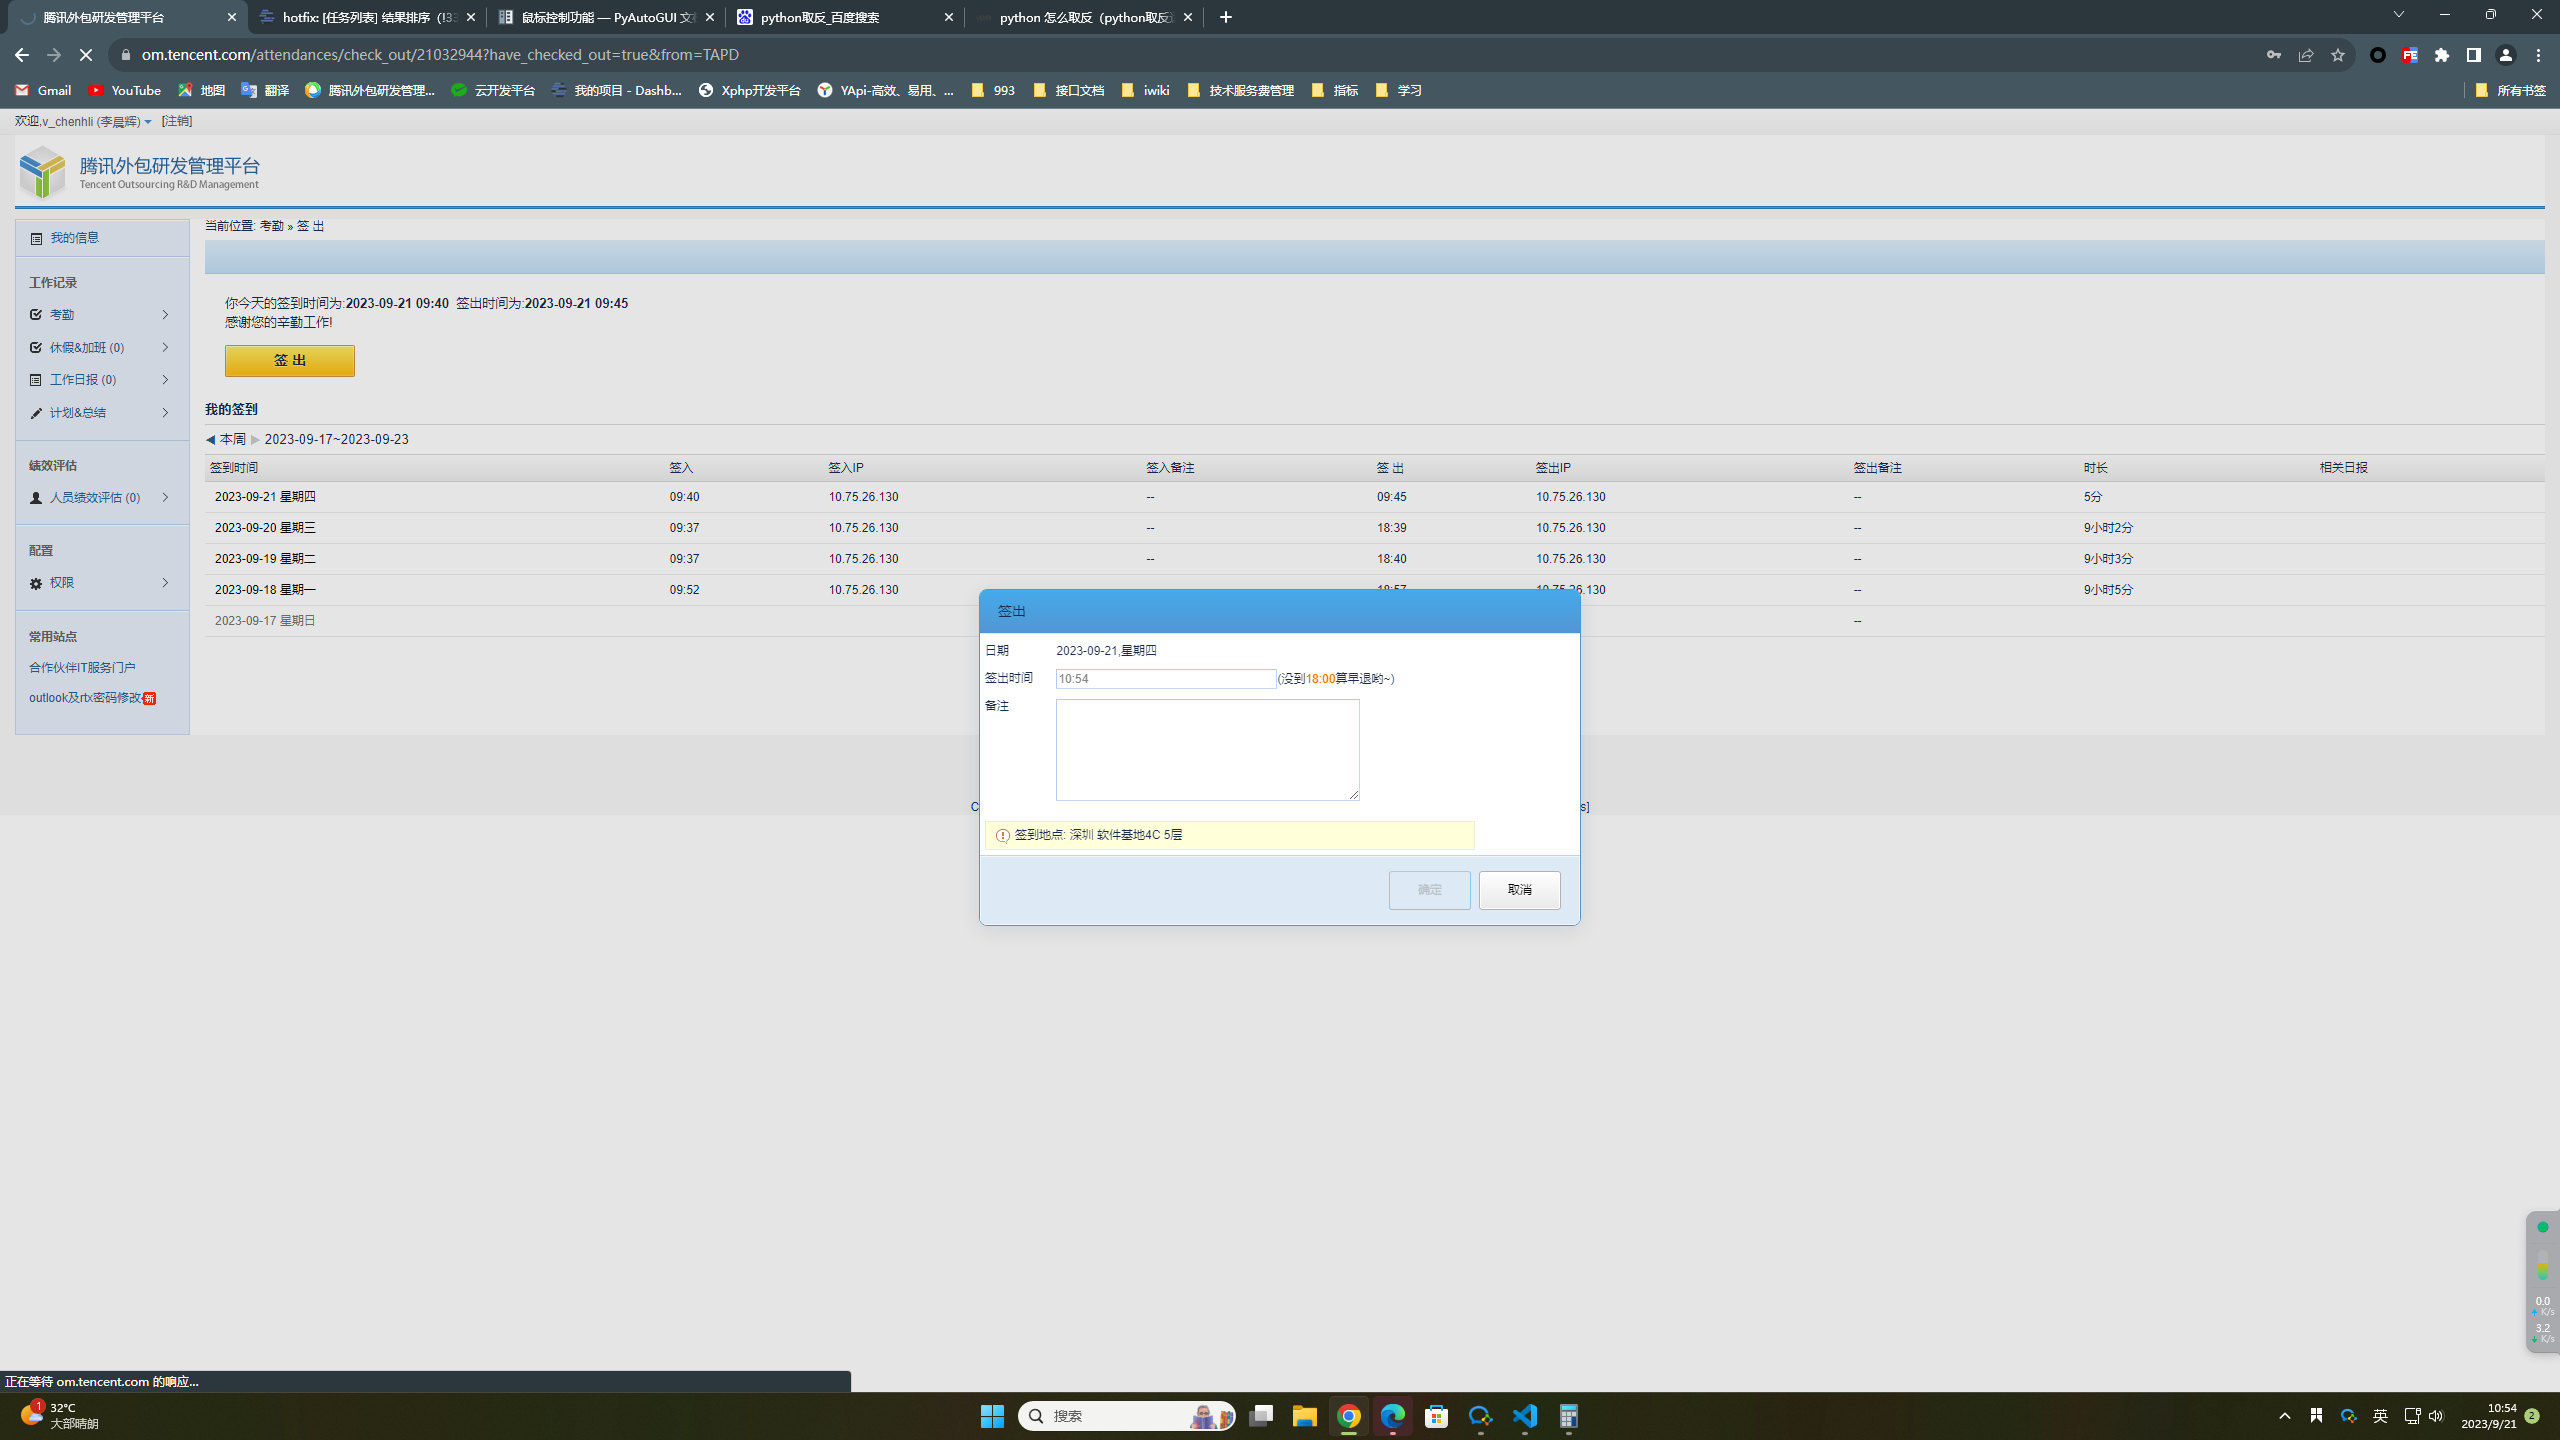 腾讯外包研发管理平台
hotfix: [任务列表] 结果排序（!33
鼠标控制功能 — PyAutoGUI 文
python取反_百度搜索
python 怎么取反（python取反
om.tencent.com/attendances/check_out/21032944?have_checked_out=true&from=TAPD
Gmail
YouTube
地图
翻译
腾讯外包研发管理...
云开发平台
我的项目 - Dashb...
Xphp开发平台
YApi-高效、易用、...
993
接口文档
iwiki
技术服务费管理
指标
学习
所有书签
欢迎,v_chenhli (李晨辉) [注销]
腾讯外包研发管理平台
Tencent Outsourcing R&D Management
我的信息
工作记录
考勤
休假&加班 (0)
工作日报 (0)
计划&总结
绩效评估
人员绩效评估 (0)
配置
权限
常用站点
合作伙伴IT服务门户
outlook及rtx密码修改 新
当前位置: 考勤 » 签 出
你今天的签到时间为:2023-09-21 09:40 签出时间为:2023-09-21 09:45
感谢您的辛勤工作!
签 出
我的签到
本周 2023-09-17~2023-09-23
签到时间 签入 签入IP 签入备注 签 出 签出IP 签出备注 时长 相关日报
2023-09-21 星期四 09:40 10.75.26.130 -- 09:45 10.75.26.130 -- 5分
2023-09-20 星期三 09:37 10.75.26.130 -- 18:39 10.75.26.130 -- 9小时2分
2023-09-19 星期二 09:37 10.75.26.130 -- 18:40 10.75.26.130 -- 9小时3分
2023-09-18 星期一 09:52 10.75.26.130 18:57 10.75.26.130 -- 9小时5分
2023-09-17 星期日 --
签出
日期 2023-09-21,星期四
签出时间 10:54 (没到18:00算早退哟~)
备注
C s]
签到地点: 深圳 软件基地4C 5层
确定 取消
0.0
K/s
3.2
K/s
正在等待 om.tencent.com 的响应...
1
32°C
大部晴朗
搜索
英
10:54
2023/9/21
2